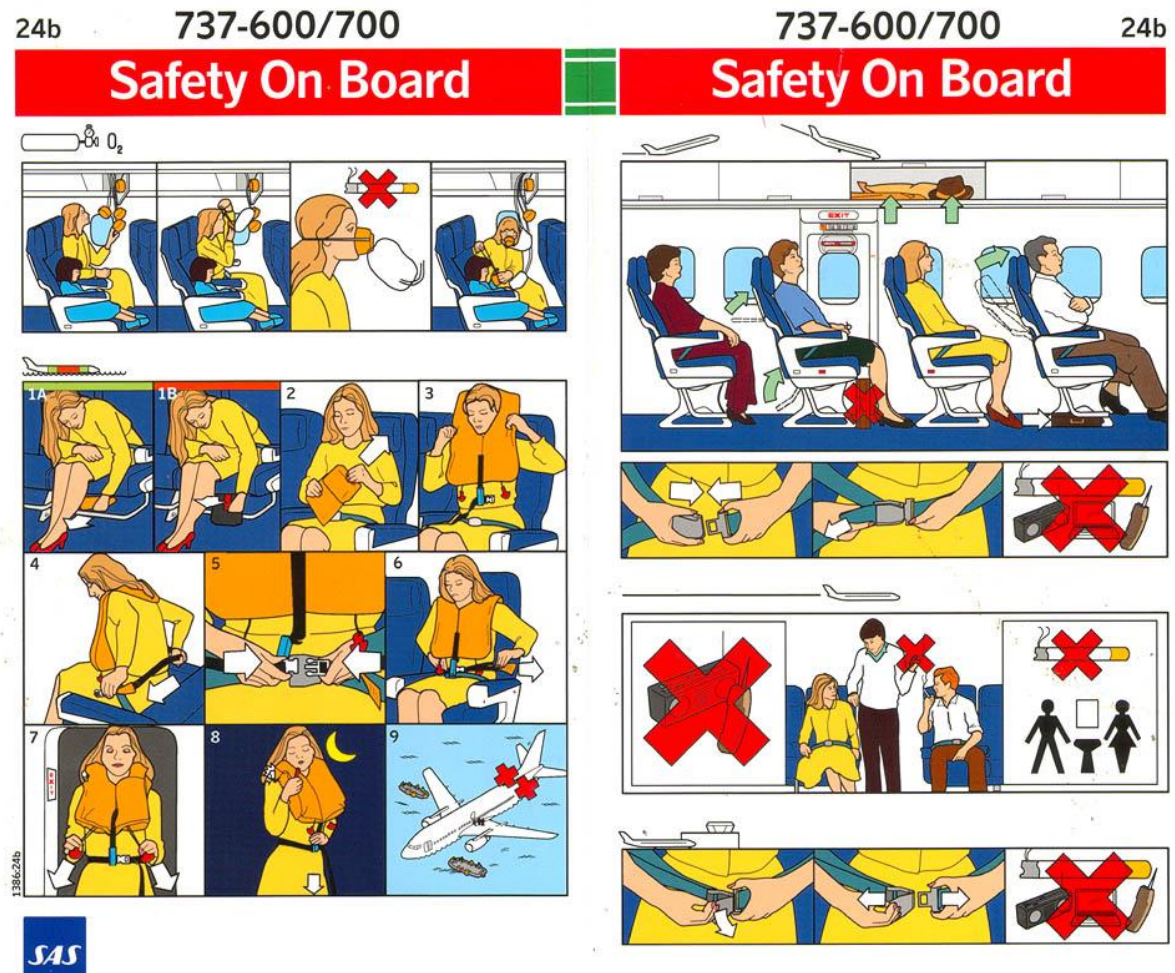 24b 737-600/700
Safety On Board
O₂
1A
1B
2
3
4
5
6
7
EXIT
8
9
1386:24b
SAS
737-600/700 24b
Safety On Board
EXIT